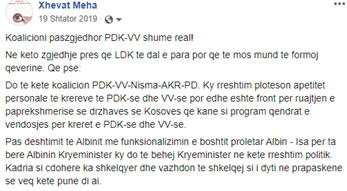 Xhevat Meha
19 Shtator 2019 ·
Koalicioni paszgjedhor PDK-VV shume real!
Ne keto zgjedhje pres qe LDK te dal e para por qe te mos mund te formoj
qeverine. Qe pse:
Do te kete koalicion PDK-VV-Nisma-AKR-PD. Ky rreshtim ploteson apetitet
personale te krereve te PDK-se dhe VV-se por edhe eshte front per ruajtjen e
paprekshmerise se drzhaves se Kosoves qe kane si program qendrat e
vendosjes per kreret e PDK-se dhe VV-se.
Pas deshtimit te Albinit me funksionalizimin e boshtit proletar Albin - Isa per ta
bere Albinin Kryeminister ky do te behej Kryeminister ne kete rreshtim politik.
Kadria si cdohere ka shkelqyer dhe vazhdon te shkelqej si i dyti ne prapaskene
se veq kete pune di ai.